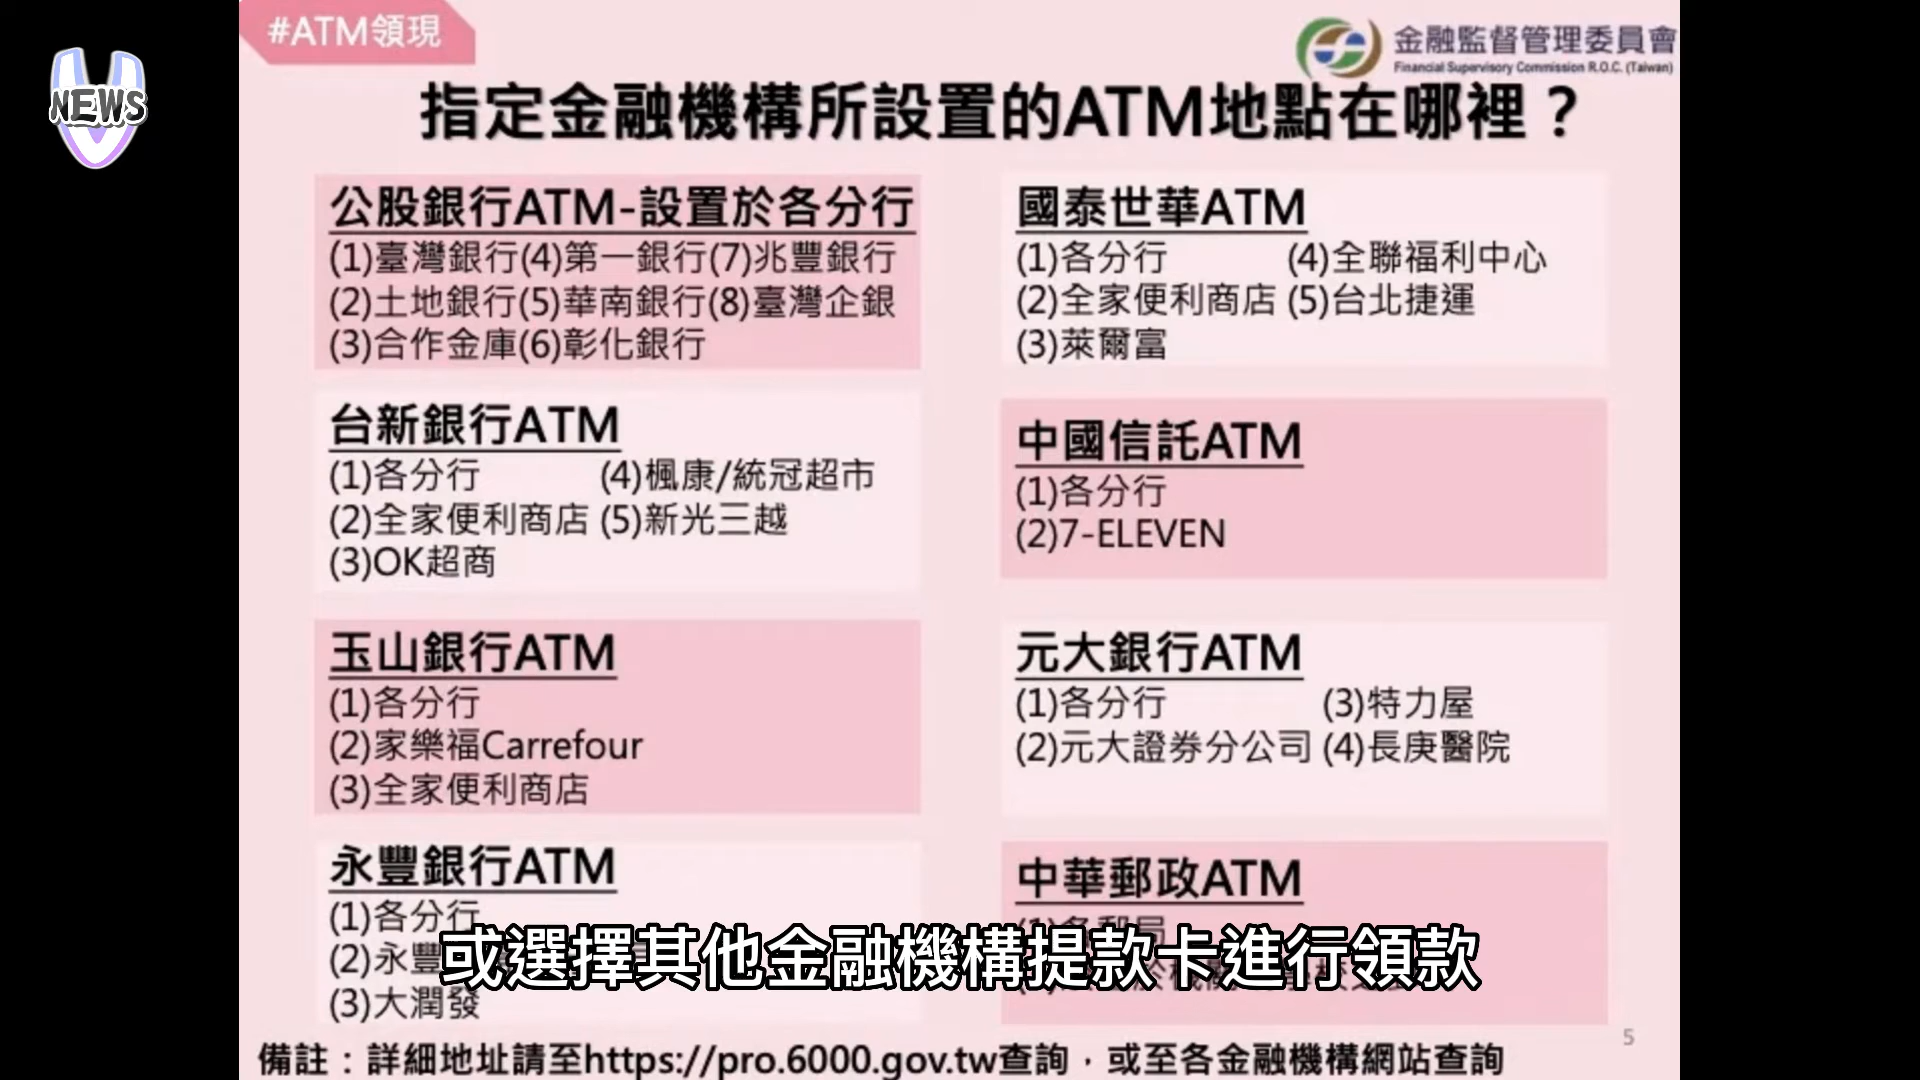 #ATM領現
金融監督管理委員會
Financial Supervisory Commission R.O.C. (Taiwan)
NEWS
指定金融機構所設置的ATM地點在哪裡？
公股銀行ATM-設置於各分行
(1)臺灣銀行(4)第一銀行(7)兆豐銀行
(2)土地銀行(5)華南銀行(8)臺灣企銀
(3)合作金庫(6)彰化銀行
國泰世華ATM
(1)各分行 (4)全聯福利中心
(2)全家便利商店 (5)台北捷運
(3)萊爾富
台新銀行ATM
(1)各分行 (4)楓康/統冠超市
(2)全家便利商店 (5)新光三越
(3)OK超商
中國信託ATM
(1)各分行
(2)7-ELEVEN
玉山銀行ATM
(1)各分行
(2)家樂福Carrefour
(3)全家便利商店
元大銀行ATM
(1)各分行 (3)特力屋
(2)元大證券分公司 (4)長庚醫院
永豐銀行ATM
(1)各分行
(2)永豐
(3)大潤發
中華郵政ATM
(1)各郵局
或選擇其他金融機構提款卡進行領款
5
備註：詳細地址請至https://pro.6000.gov.tw查詢，或至各金融機構網站查詢